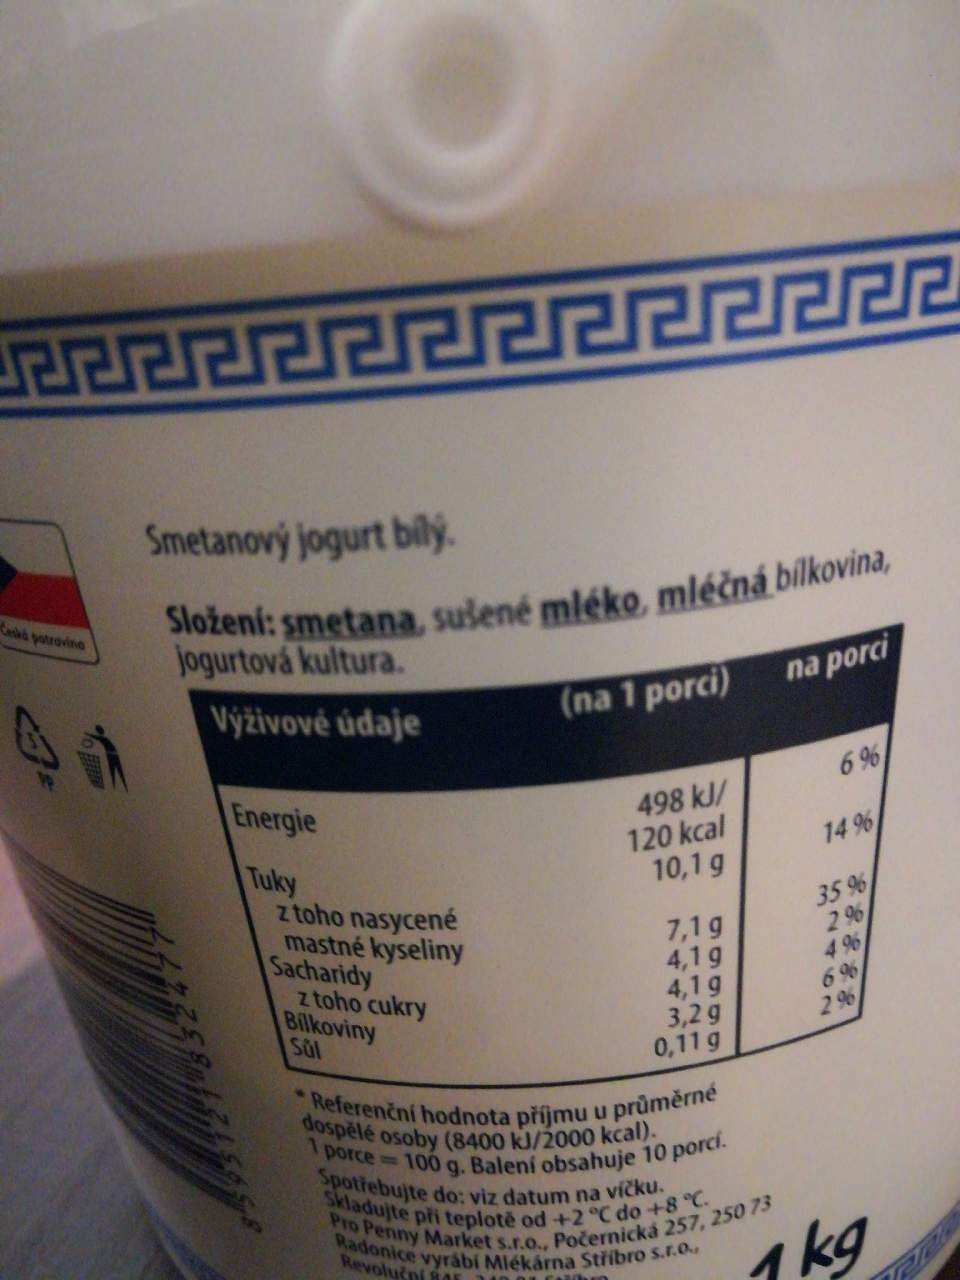 Smetanový jogurt bílý.
Složení: smetana, sušené mléko, mléčná bílkovina,
jogurtová kultura.
Česká potravina
PP
Výživové údaje (na 1 porci) na porci
Energie 498 kJ/ 6 %
120 kcal
Tuky 10,1 g 14 %
z toho nasycené
mastné kyseliny 7,1 g 35 %
Sacharidy 4,1 g 2 %
z toho cukry 4,1 g 4 %
Bílkoviny 3,2 g 6 %
Sůl 0,11 g 2 %
* Referenční hodnota příjmu u průměrné
dospělé osoby (8400 kJ/2000 kcal).
1 porce = 100 g. Balení obsahuje 10 porcí.
Spotřebujte do: viz datum na víčku.
Skladujte při teplotě od +2 °C do +8 °C.
Pro Penny Market s.r.o., Počernická 257, 250 73
Radonice vyrábí Mlékárna Stříbro s.r.o.,
Revoluční
1 kg